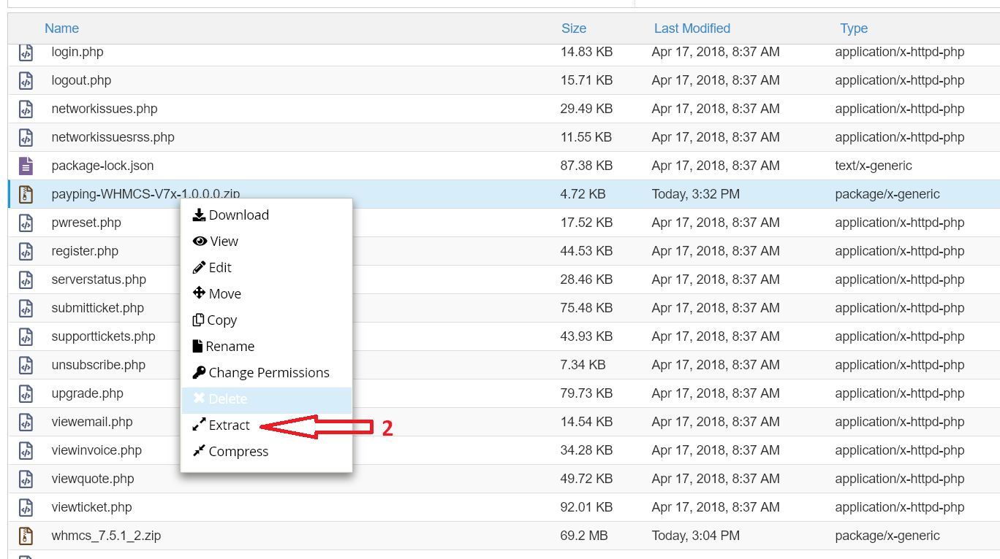 Name Size Last Modified Type
login.php 14.83 KB Apr 17, 2018, 8:37 AM application/x-httpd-php
logout.php 15.71 KB Apr 17, 2018, 8:37 AM application/x-httpd-php
networkissues.php 29.49 KB Apr 17, 2018, 8:37 AM application/x-httpd-php
networkissuesrss.php 11.55 KB Apr 17, 2018, 8:37 AM application/x-httpd-php
package-lock.json 87.38 KB Apr 17, 2018, 8:37 AM text/x-generic
payping-WHMCS-V7x-1.0.0.0.zip 4.72 KB Today, 3:32 PM package/x-generic
pwreset.php 17.52 KB Apr 17, 2018, 8:37 AM application/x-httpd-php
register.php 44.53 KB Apr 17, 2018, 8:37 AM application/x-httpd-php
serverstatus.php 28.46 KB Apr 17, 2018, 8:37 AM application/x-httpd-php
submitticket.php 75.48 KB Apr 17, 2018, 8:37 AM application/x-httpd-php
supporttickets.php 43.93 KB Apr 17, 2018, 8:37 AM application/x-httpd-php
unsubscribe.php 7.34 KB Apr 17, 2018, 8:37 AM application/x-httpd-php
upgrade.php 79.73 KB Apr 17, 2018, 8:37 AM application/x-httpd-php
viewemail.php 14.54 KB Apr 17, 2018, 8:37 AM application/x-httpd-php
viewinvoice.php 34.28 KB Apr 17, 2018, 8:37 AM application/x-httpd-php
viewquote.php 49.72 KB Apr 17, 2018, 8:37 AM application/x-httpd-php
viewticket.php 92.01 KB Apr 17, 2018, 8:37 AM application/x-httpd-php
whmcs_7.5.1_2.zip 69.2 MB Today, 3:04 PM package/x-generic
Download
View
Edit
Move
Copy
Rename
Change Permissions
Delete
Extract 2
Compress